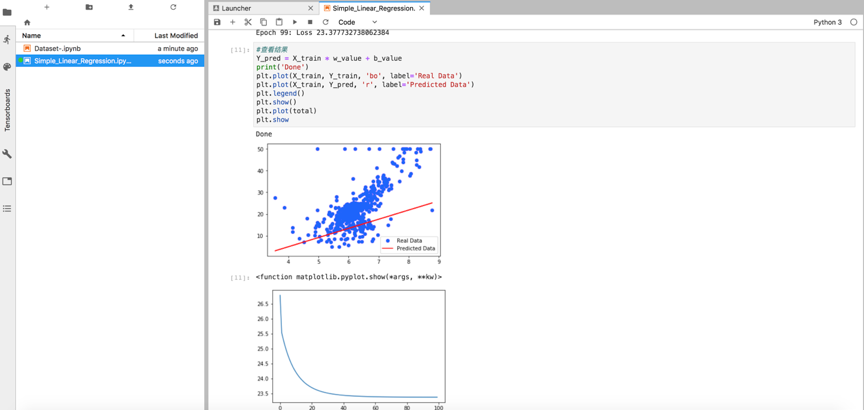 Launcher
Simple_Linear_Regression.
Code
Python 3
Name
Last Modified
Dataset-.ipynb
a minute ago
Simple_Linear_Regression.ipy...
seconds ago
Tensorboards
Epoch 99: Loss 23.377732738062384
[11]:
#查看结果
Y_pred = X_train * w_value + b_value
print('Done')
plt.plot(X_train, Y_train, 'bo', label='Real Data')
plt.plot(X_train, Y_pred, 'r', label='Predicted Data')
plt.legend()
plt.show()
plt.plot(total)
plt.show
Done
50
40
30
20
10
Real Data
Predicted Data
4 5 6 7 8 9
[11]:
<function matplotlib.pyplot.show(*args, **kw)>
26.5
26.0
25.5
25.0
24.5
24.0
23.5
0 20 40 60 80 100